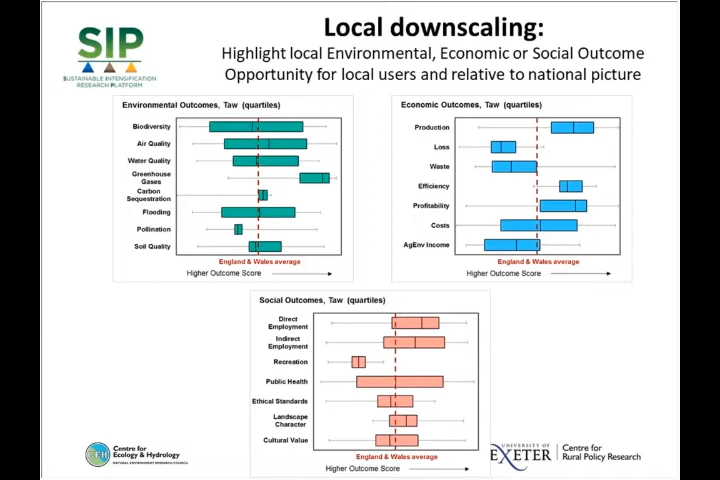 Local downscaling:
Highlight local Environmental, Economic or Social Outcome
Opportunity for local users and relative to national picture
SIP
SUSTAINABLE INTENSIFICATION
RESEARCH PLATFORM
Environmental Outcomes, Taw (quartiles)
Biodiversity
Air Quality
Water Quality
Greenhouse
Gases
Carbon
Sequestration
Flooding
Pollination
Soil Quality
England & Wales average
Higher Outcome Score
Economic Outcomes, Taw (quartiles)
Production
Loss
Waste
Efficiency
Profitability
Costs
AgEnv Income
England & Wales average
Higher Outcome Score
Social Outcomes, Taw (quartiles)
Direct
Employment
Indirect
Employment
Recreation
Public Health
Ethical Standards
Landscape
Character
Cultural Value
England & Wales average
Higher Outcome Score
CEH
Centre for
Ecology & Hydrology
NATURAL ENVIRONMENT RESEARCH COUNCIL
UNIVERSITY OF
EXETER
Centre for
Rural Policy Research